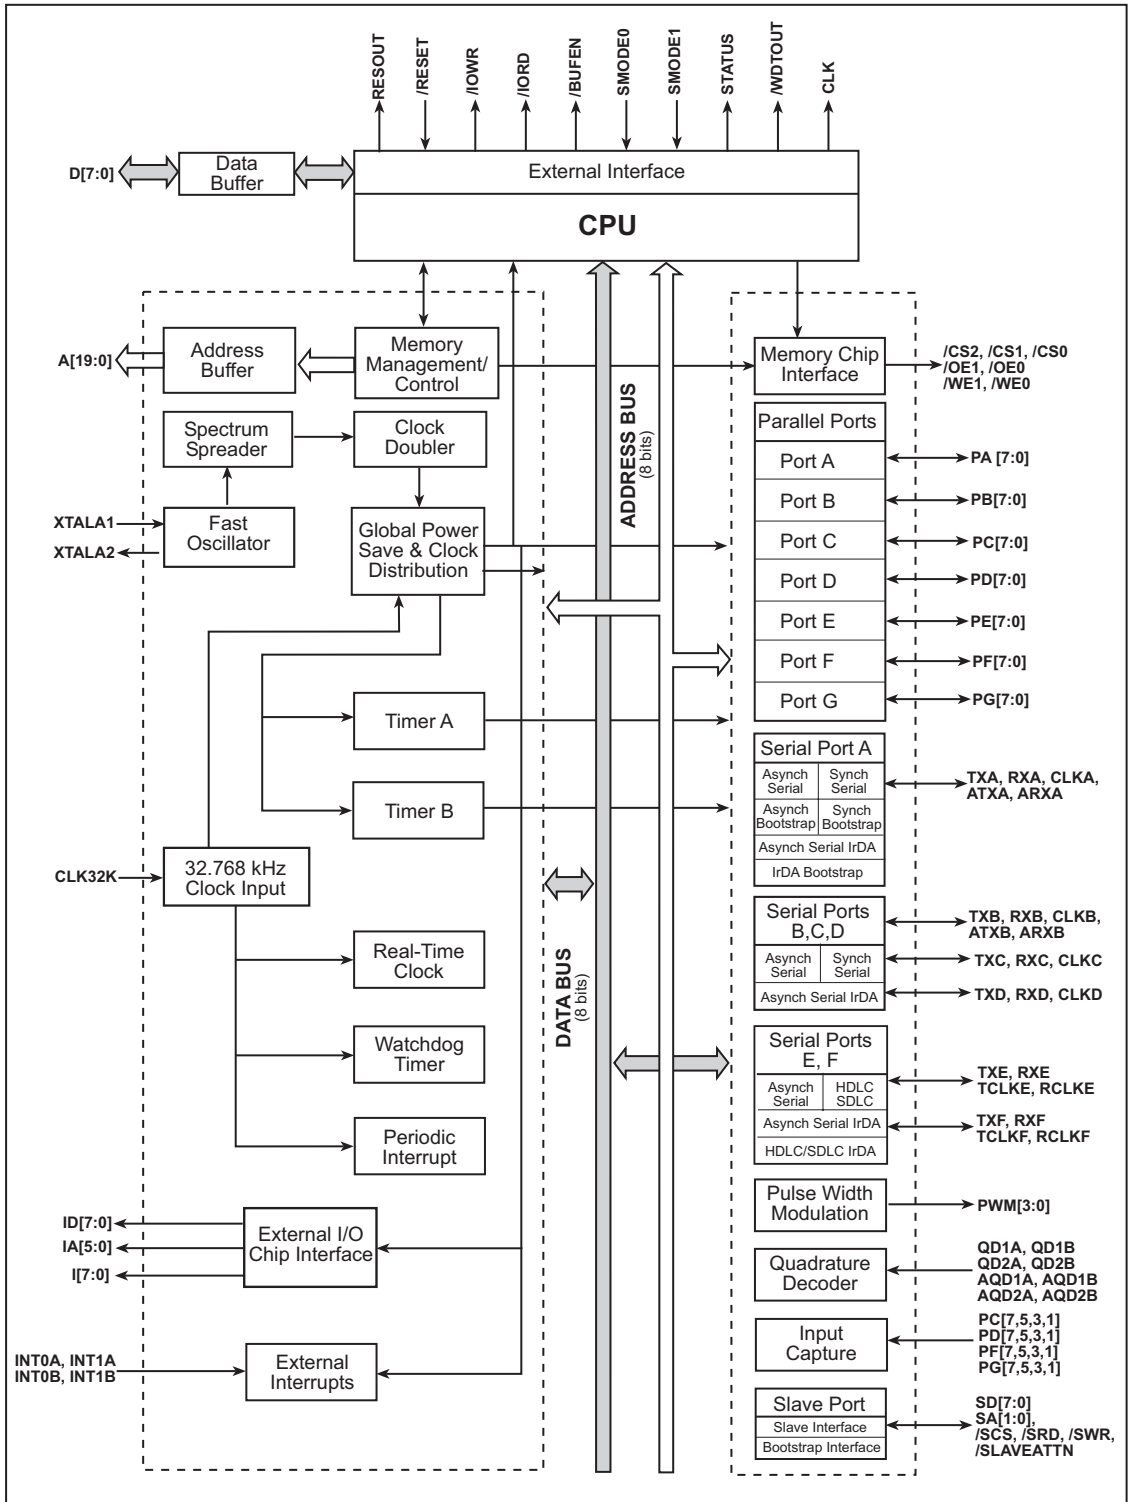 RESOUT
/RESET
/IOWR
/IORD
/BUFEN
SMODE0
SMODE1
STATUS
/WDTOUT
CLK
D[7:0]
Data
Buffer
External Interface
CPU
A[19:0]
Address
Buffer
Memory
Management/
Control
Memory Chip
Interface
/CS2, /CS1, /CS0
/OE1, /OE0
/WE1, /WE0
Spectrum
Spreader
Clock
Doubler
ADDRESS BUS
(8 bits)
XTALA1
XTALA2
Fast
Oscillator
Global Power
Save & Clock
Distribution
Parallel Ports
Port A
PA [7:0]
Port B
PB[7:0]
Port C
PC[7:0]
Port D
PD[7:0]
Port E
PE[7:0]
Port F
PF[7:0]
Port G
PG[7:0]
Timer A
Timer B
Serial Port A
Asynch
Serial
Synch
Serial
Asynch
Bootstrap
Synch
Bootstrap
Asynch Serial IrDA
IrDA Bootstrap
TXA, RXA, CLKA,
ATXA, ARXA
CLK32K
32.768 kHz
Clock Input
Real-Time
Clock
Watchdog
Timer
Periodic
Interrupt
DATA BUS
(8 bits)
Serial Ports
B,C,D
Asynch
Serial
Synch
Serial
Asynch Serial IrDA
TXB, RXB, CLKB,
ATXB, ARXB
TXC, RXC, CLKC
TXD, RXD, CLKD
Serial Ports
E, F
Asynch
Serial
HDLC
SDLC
Asynch Serial IrDA
HDLC/SDLC IrDA
TXE, RXE
TCLKE, RCLKE
TXF, RXF
TCLKF, RCLKF
ID[7:0]
IA[5:0]
I[7:0]
External I/O
Chip Interface
Pulse Width
Modulation
PWM[3:0]
Quadrature
Decoder
QD1A, QD1B
QD2A, QD2B
AQD1A, AQD1B
AQD2A, AQD2B
INT0A, INT1A
INT0B, INT1B
External
Interrupts
Input
Capture
PC[7,5,3,1]
PD[7,5,3,1]
PF[7,5,3,1]
PG[7,5,3,1]
Slave Port
Slave Interface
Bootstrap Interface
SD[7:0]
SA[1:0],
/SCS, /SRD, /SWR,
/SLAVEATTN